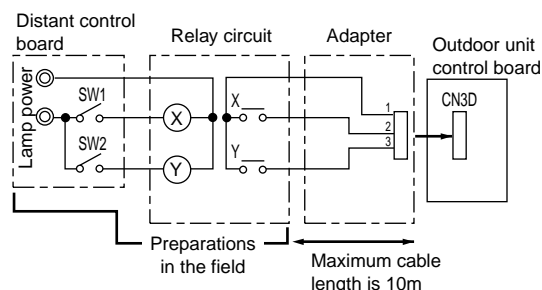 Distant control
board
Relay circuit
Adapter
Outdoor unit
control board
Lamp power
SW1
SW2
X
Y
X
Y
1
2
3
CN3D
Preparations
in the field
Maximum cable
length is 10m